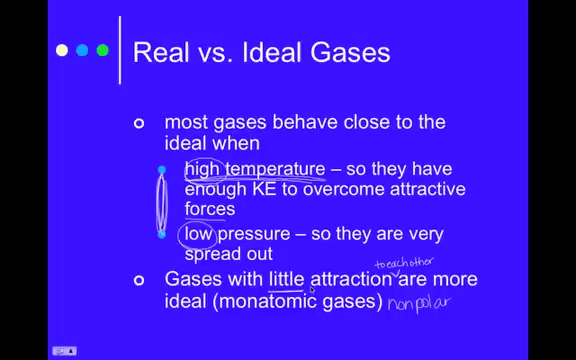 Real vs. Ideal Gases
most gases behave close to the
ideal when
high temperature – so they have
enough KE to overcome attractive
forces
low pressure – so they are very
spread out
to each other
Gases with little attraction are more
ideal (monatomic gases) nonpolar